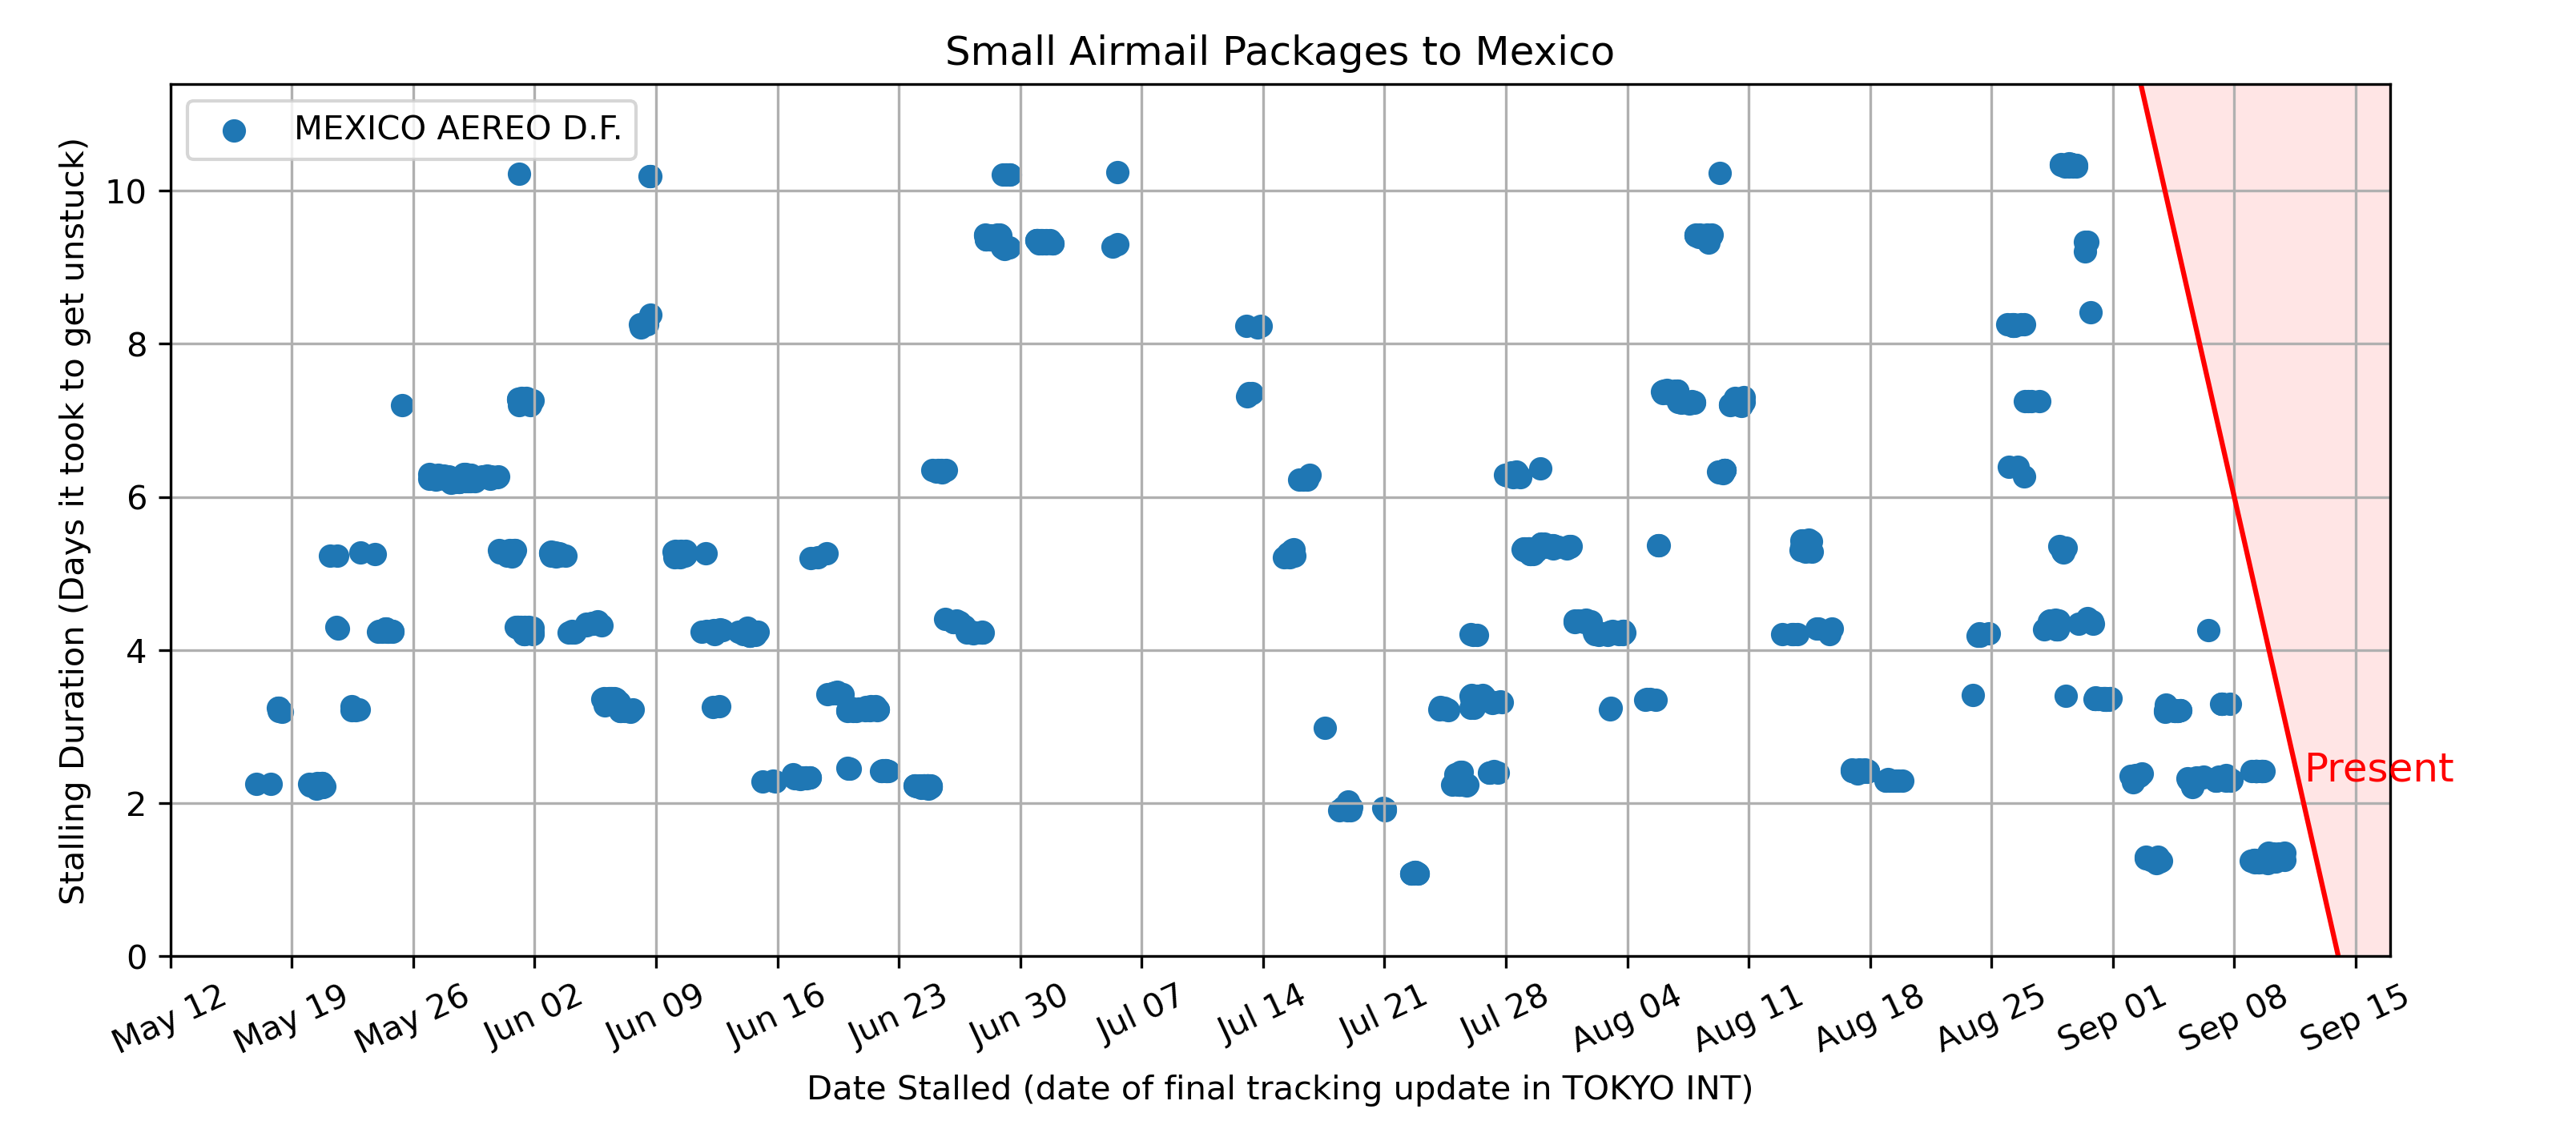 Small Airmail Packages to Mexico
MEXICO AEREO D.F.
Stalling Duration (Days it took to get unstuck)
10
8
6
4
2
0
Present
May 12
May 19
May 26
Jun 02
Jun 09
Jun 16
Jun 23
Jun 30
Jul 07
Jul 14
Jul 21
Jul 28
Aug 04
Aug 11
Aug 18
Aug 25
Sep 01
Sep 08
Sep 15
Date Stalled (date of final tracking update in TOKYO INT)